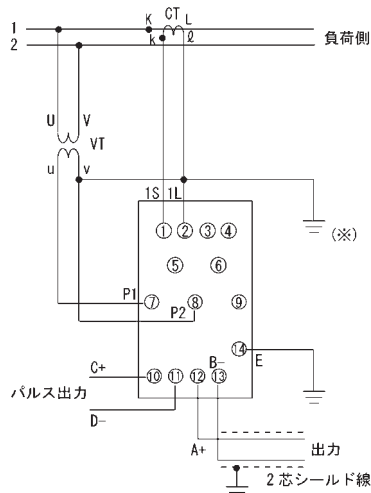 K CT L
1
2
k ℓ
負荷側
U V
VT
u v
1S 1L
(※)
① ② ③ ④
⑤ ⑥
P1 ⑦ ⑧ ⑨
P2
⑭ E
C+ B-
⑩ ⑪ ⑫ ⑬
パルス出力
D-
A+ 出力
2芯シールド線